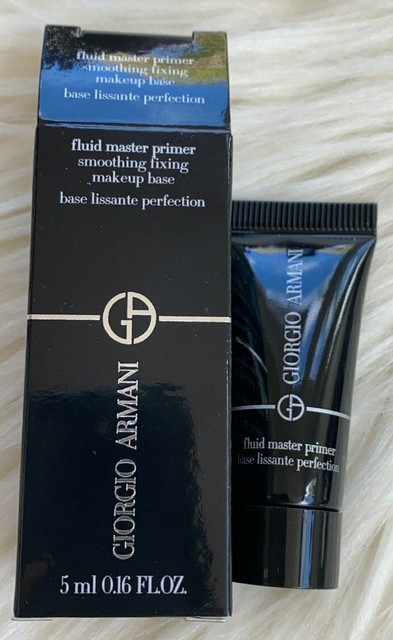 fluid master primer
smoothing fixing
makeup base
base lissante perfection
fluid master primer
smoothing fixing
makeup base
base lissante perfection
GA
GIORGIO ARMANI
5 ml 0.16 FL.OZ.
GIORGIO ARMANI
GA
fluid master primer
base lissante perfection